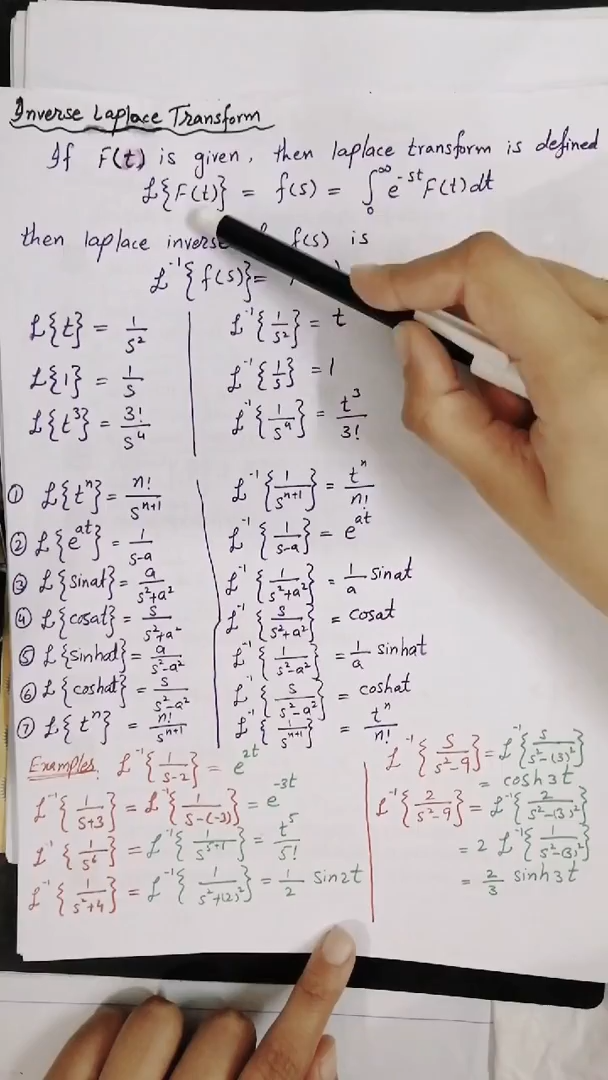 Inverse Laplace Transform
If F(t) is given, then laplace transform is defined
ℒ{F(t)} = f(s) = ∫₀^∞ e^-st F(t)dt
then laplace inverse f(s) is
ℒ⁻¹{f(s)} =
ℒ{t} = 1/s²
ℒ{1} = 1/s
ℒ{t³} = 3!/s⁴
ℒ⁻¹{1/s²} = t
ℒ⁻¹{1/s} = 1
ℒ⁻¹{1/s⁴} = t³/3!
① ℒ{tⁿ} = n!/sⁿ⁺¹
② ℒ{e^at} = 1/s-a
③ ℒ{sinat} = a/s²+a²
④ ℒ{cosat} = s/s²+a²
⑤ ℒ{sinhat} = a/s²-a²
⑥ ℒ{coshat} = s/s²-a²
⑦ ℒ{tⁿ} = n!/sⁿ⁺¹
ℒ⁻¹{1/sⁿ⁺¹} = tⁿ/n!
ℒ⁻¹{1/s-a} = e^at
ℒ⁻¹{1/s²+a²} = 1/a sinat
ℒ⁻¹{s/s²+a²} = cosat
ℒ⁻¹{1/s²-a²} = 1/a sinhat
ℒ⁻¹{s/s²-a²} = coshat
ℒ⁻¹{1/sⁿ⁺¹} = tⁿ/n!
Examples. ℒ⁻¹{1/s-2} = e^2t
ℒ⁻¹{1/s+3} = ℒ⁻¹{1/s-(-3)} = e^-3t
ℒ⁻¹{1/s⁶} = ℒ⁻¹{1/s⁵⁺¹} = t⁵/5!
ℒ⁻¹{1/s²+4} = ℒ⁻¹{1/s²+(2)²} = 1/2 sin2t
ℒ⁻¹{s/s²-9} = ℒ⁻¹{s/s²-(3)²}
= cosh3t
ℒ⁻¹{2/s²-9} = ℒ⁻¹{2/s²-(3)²}
= 2 ℒ⁻¹{1/s²-(3)²}
= 2/3 sinh3t